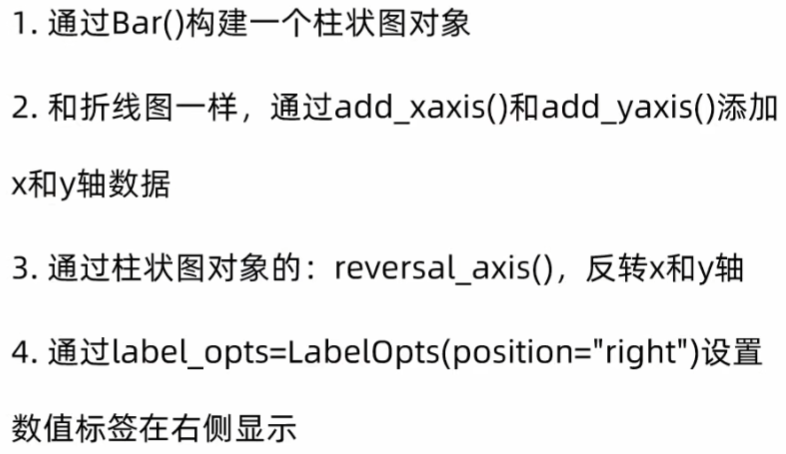 1. 通过Bar()构建一个柱状图对象
2. 和折线图一样，通过add_xaxis()和add_yaxis()添加
x和y轴数据
3. 通过柱状图对象的：reversal_axis()，反转x和y轴
4. 通过label_opts=LabelOpts(position="right")设置
数值标签在右侧显示